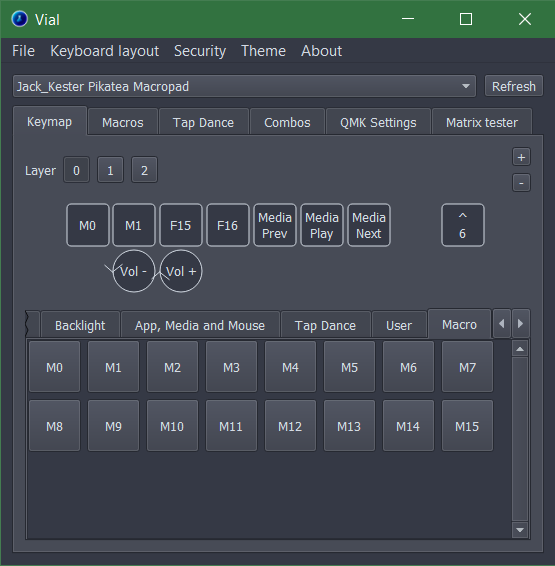 Vial
File Keyboard layout Security Theme About
Jack_Kester Pikatea Macropad Refresh
Keymap Macros Tap Dance Combos QMK Settings Matrix tester
+
Layer 0 1 2
-
M0 M1 F15 F16 Media Prev Media Play Media Next ^ 6
Vol - Vol +
Backlight App, Media and Mouse Tap Dance User Macro
M0 M1 M2 M3 M4 M5 M6 M7
M8 M9 M10 M11 M12 M13 M14 M15